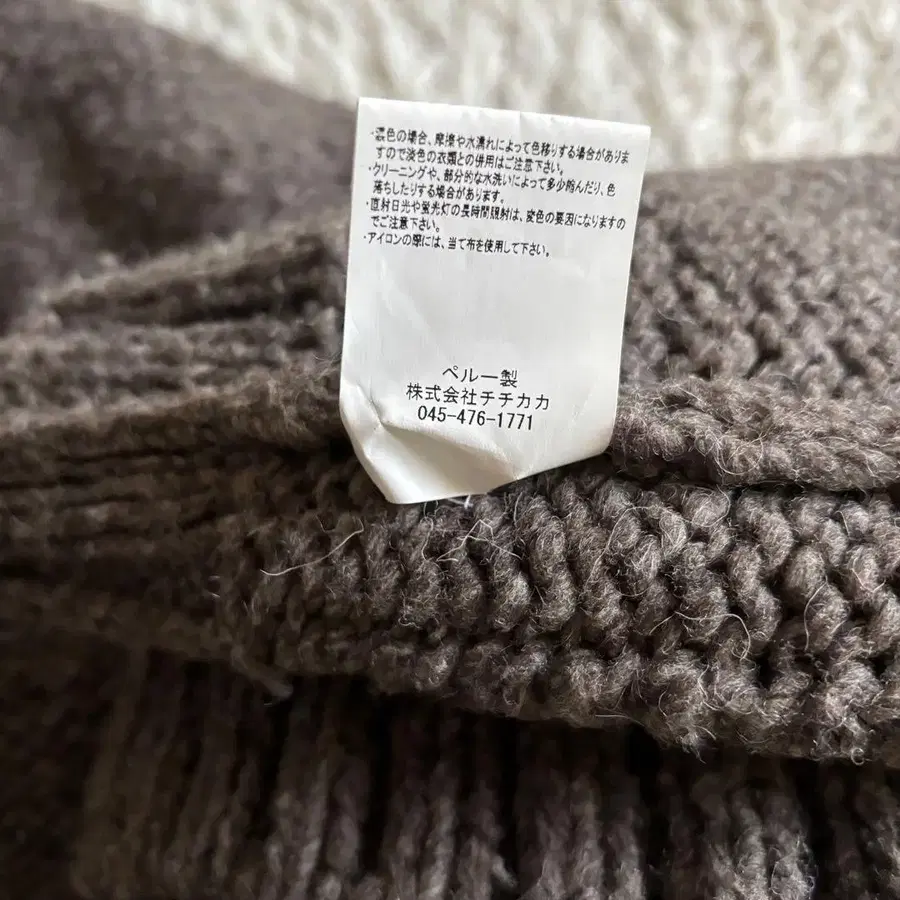 ・濃色の場合、摩擦や水濡れによって色移りする場合がありま
すので淡色の衣類との併用はご注意下さい。
・クリーニングや、部分的な水洗いによって多少縮んだり、色
落ちしたりする場合があります。
・直射日光や蛍光灯の長時間照射は、変色の要因になりますの
でご注意下さい。
・アイロンの際には、当て布を使用して下さい。
ペルー製
株式会社チチカカ
045-476-1771